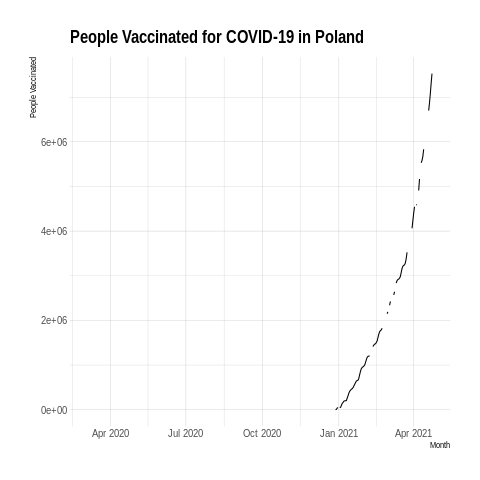 People Vaccinated for COVID-19 in Poland
People Vaccinated
6e+06
4e+06
2e+06
0e+00
Apr 2020 Jul 2020 Oct 2020 Jan 2021 Apr 2021
Month